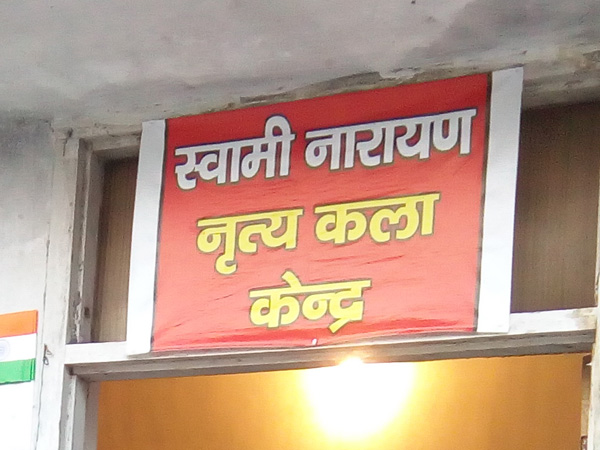 स्वामी नारायण
नृत्य कला
केन्द्र